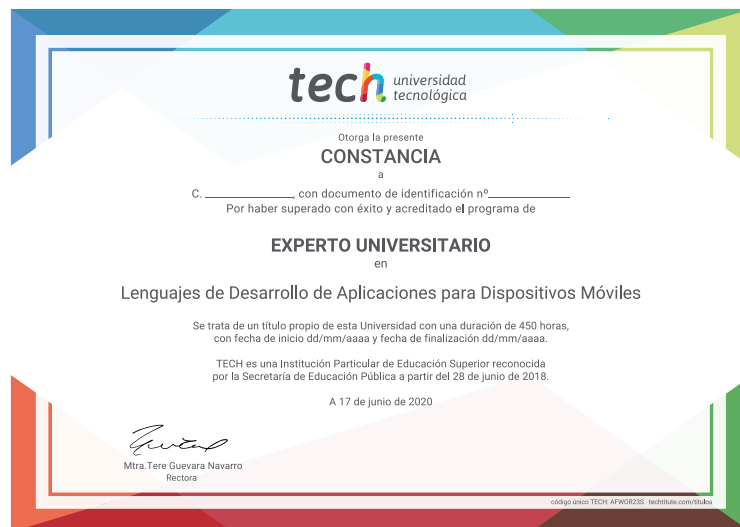 tech universidad
tecnológica
Otorga la presente
CONSTANCIA
a
C. ______________, con documento de identificación nº______________
Por haber superado con éxito y acreditado el programa de
EXPERTO UNIVERSITARIO
en
Lenguajes de Desarrollo de Aplicaciones para Dispositivos Móviles
Se trata de un título propio de esta Universidad con una duración de 450 horas,
con fecha de inicio dd/mm/aaaa y fecha de finalización dd/mm/aaaa.
TECH es una Institución Particular de Educación Superior reconocida
por la Secretaría de Educación Pública a partir del 28 de junio de 2018.
A 17 de junio de 2020
Mtra.Tere Guevara Navarro
Rectora
código único TECH: AFWOR23S techtitute.com/titulos